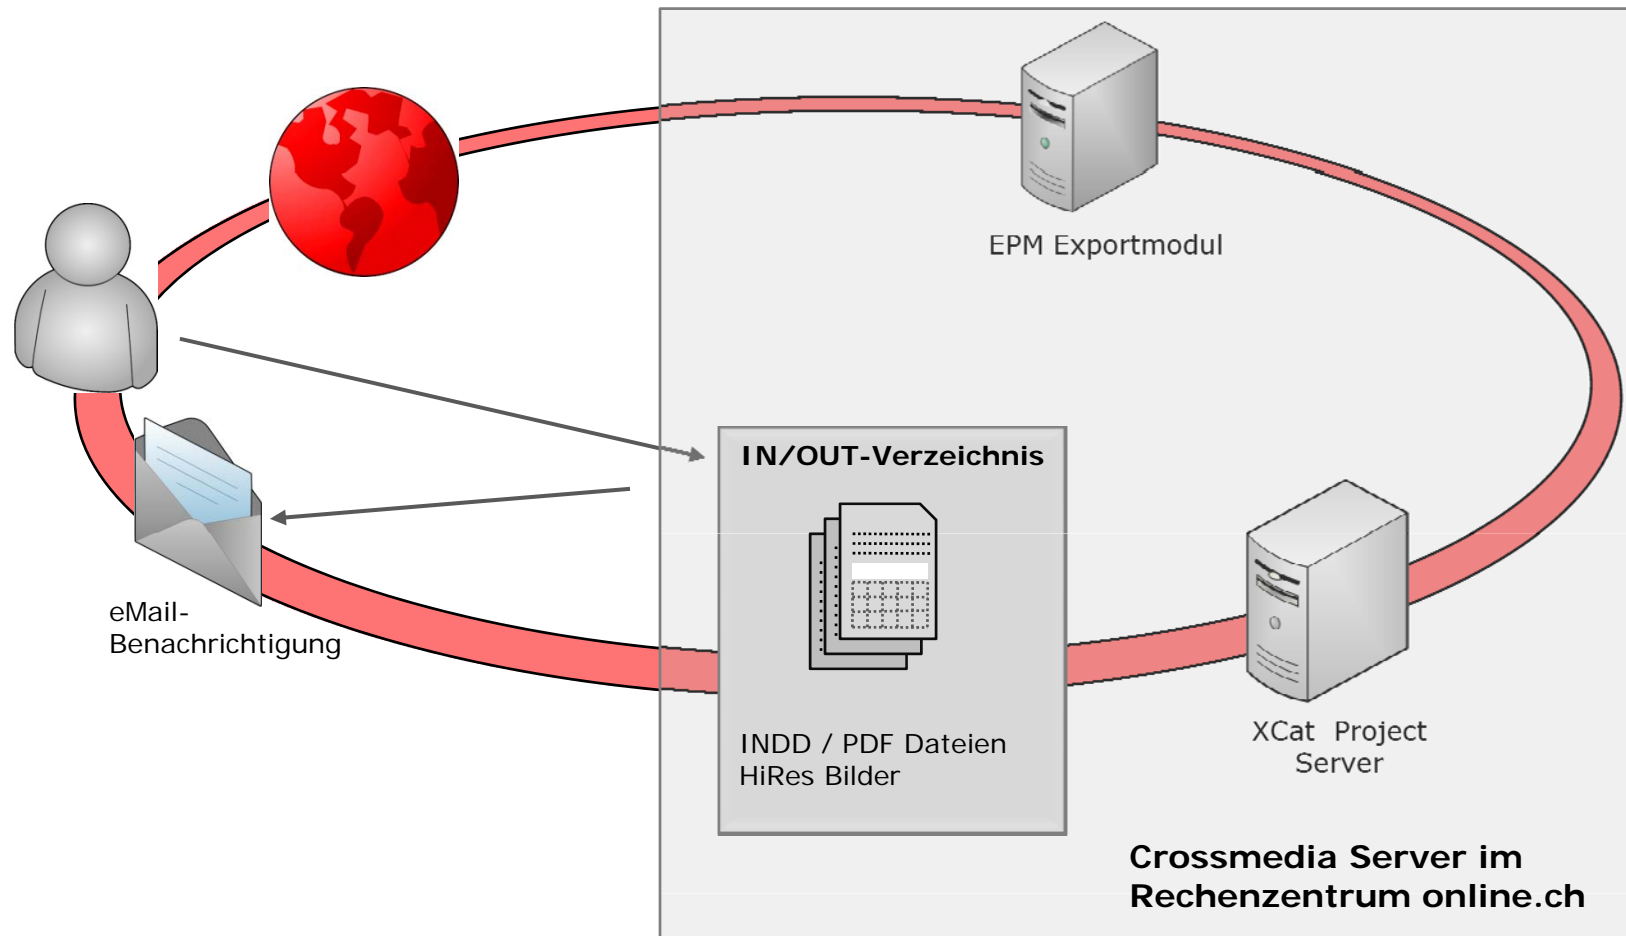 EPM Exportmodul
IN/OUT-Verzeichnis
eMail-
Benachrichtigung
INDD / PDF Dateien
HiRes Bilder
XCat Project
Server
Crossmedia Server im
Rechenzentrum online.ch